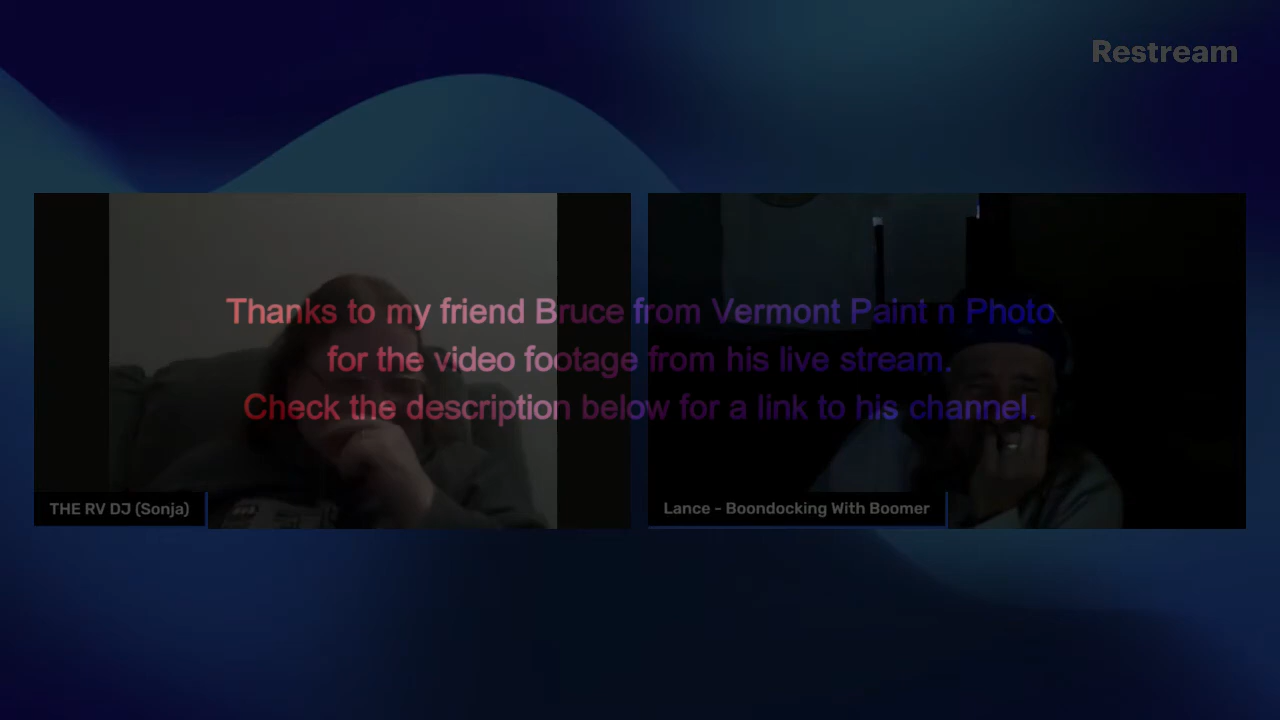 Restream
Thanks to my friend Bruce from Vermont Paint n Photo
for the video footage from his live stream.
Check the description below for a link to his channel.
THE RV DJ (Sonja)
Lance - Boondocking With Boomer